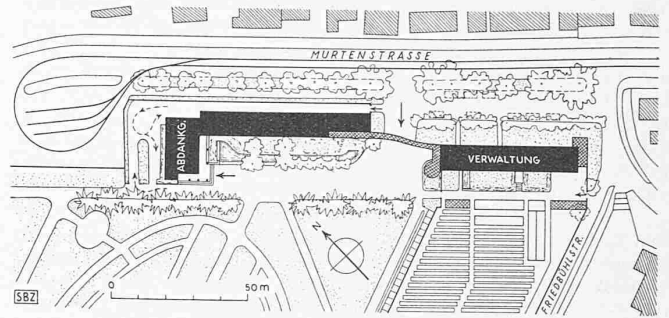 MURTENSTRASSE
ABDANKG.
VERWALTUNG
N
FRIEDBÜHLSTR.
SBZ
0 50 m